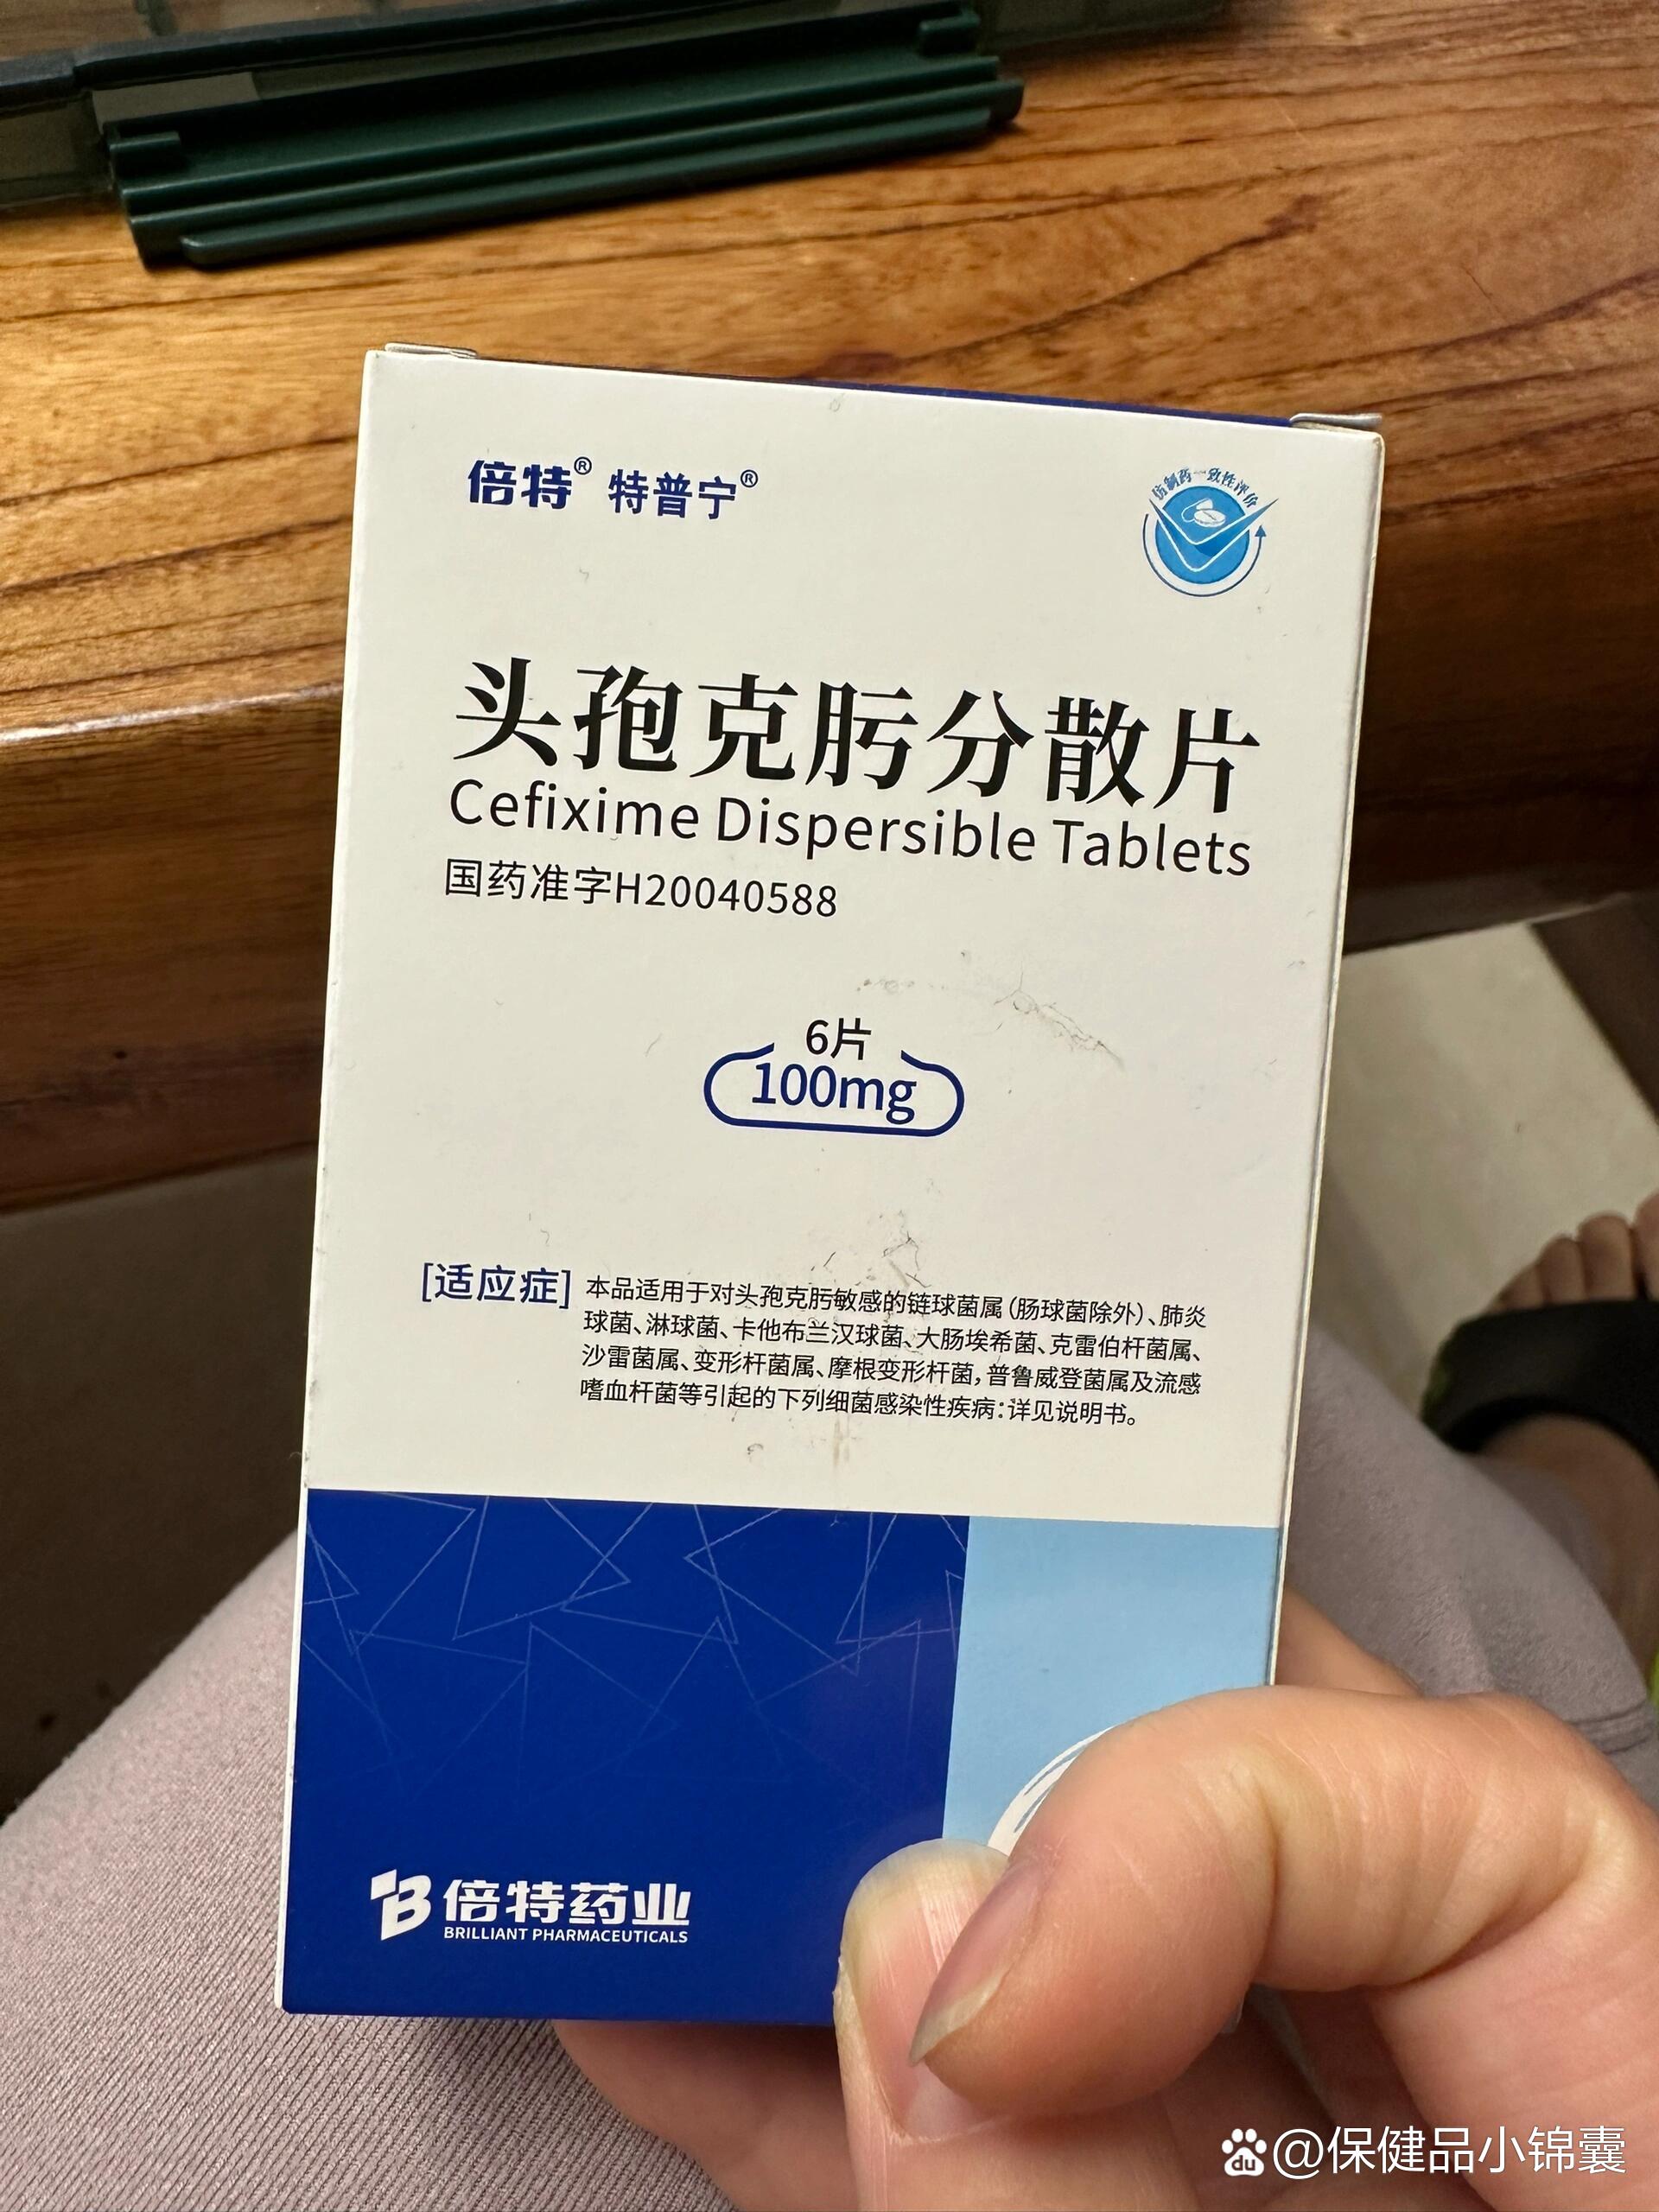 倍特® 特普宁®
仿制药一致性评价
头孢克肟分散片
Cefixime Dispersible Tablets
国药准字H20040588
6片
100mg
[适应症] 本品适用于对头孢克肟敏感的链球菌属(肠球菌除外)、肺炎
球菌、淋球菌、卡他布兰汉球菌、大肠埃希菌、克雷伯杆菌属、
沙雷菌属、变形杆菌属、摩根变形杆菌,普鲁威登菌属及流感
嗜血杆菌等引起的下列细菌感染性疾病:详见说明书。
倍特药业
BRILLIANT PHARMACEUTICALS
du @保健品小锦囊